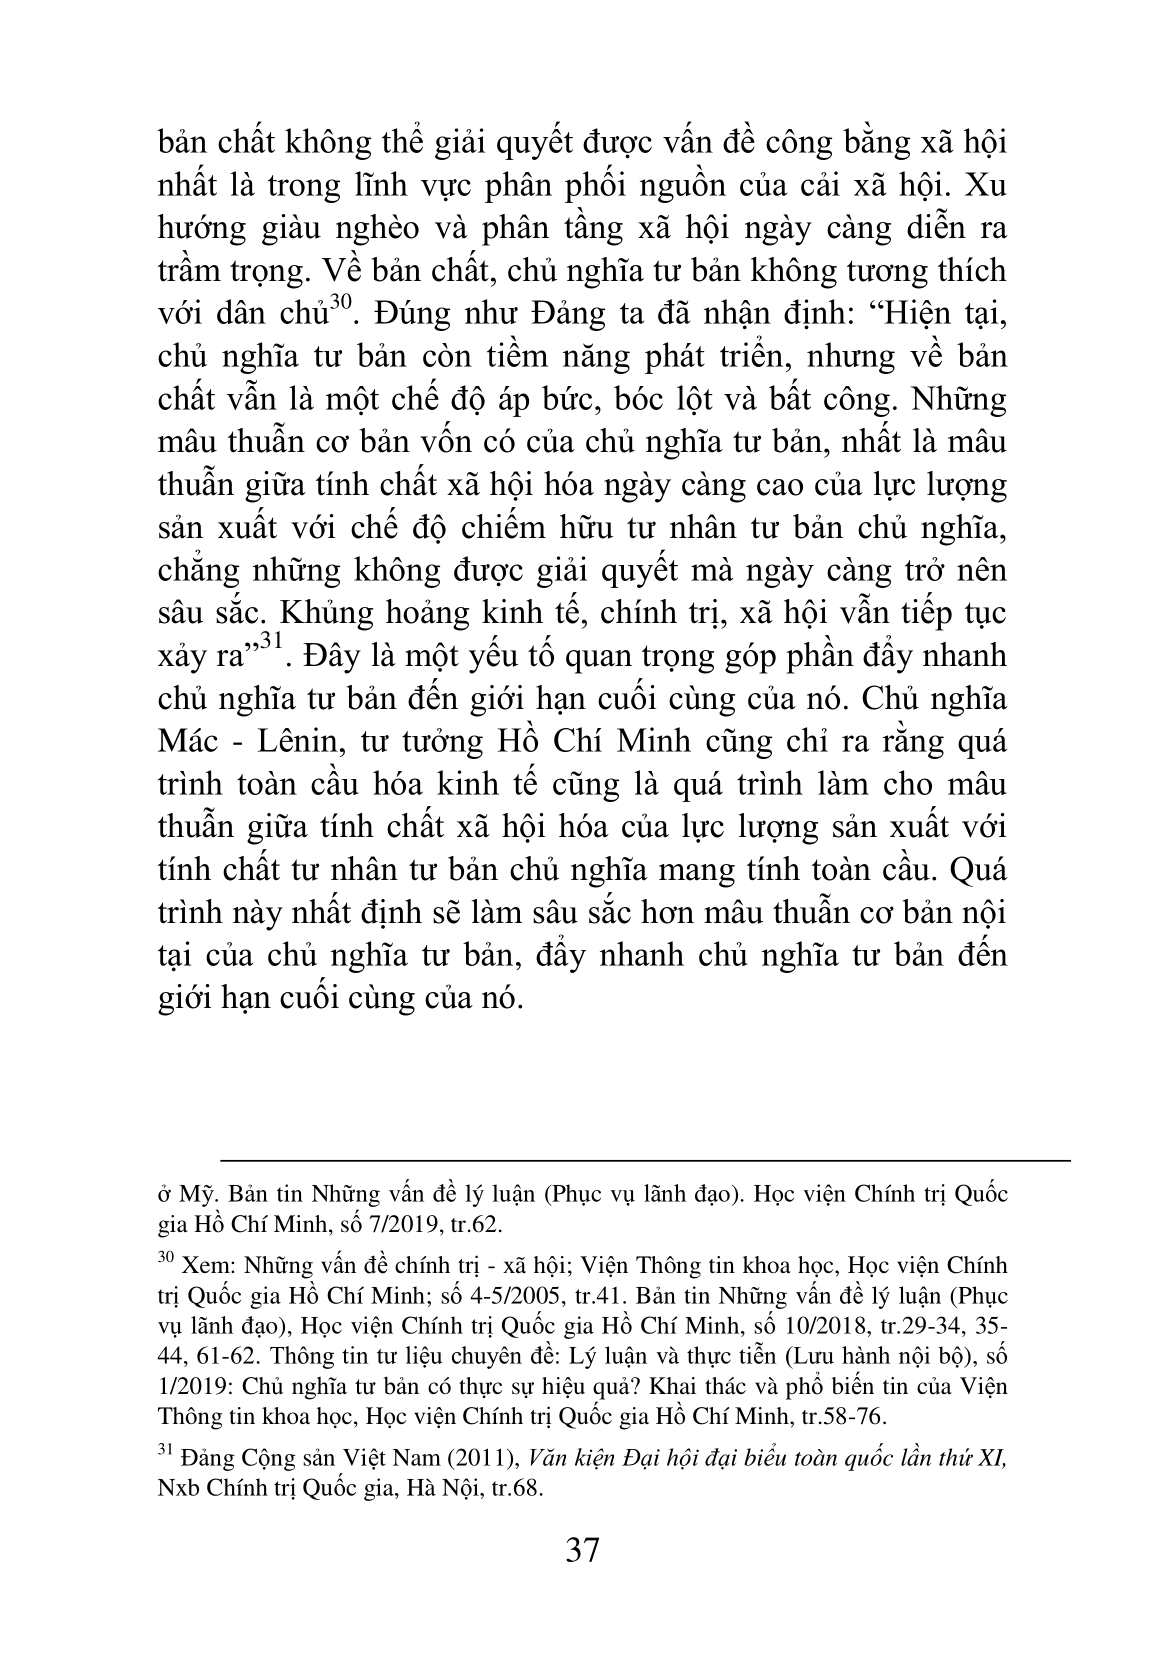 bản chất không thể giải quyết được vấn đề công bằng xã hội
nhất là trong lĩnh vực phân phối nguồn của cải xã hội. Xu
hướng giàu nghèo và phân tầng xã hội ngày càng diễn ra
trầm trọng. Về bản chất, chủ nghĩa tư bản không tương thích
với dân chủ30. Đúng như Đảng ta đã nhận định: “Hiện tại,
chủ nghĩa tư bản còn tiềm năng phát triển, nhưng về bản
chất vẫn là một chế độ áp bức, bóc lột và bất công. Những
mâu thuẫn cơ bản vốn có của chủ nghĩa tư bản, nhất là mâu
thuẫn giữa tính chất xã hội hóa ngày càng cao của lực lượng
sản xuất với chế độ chiếm hữu tư nhân tư bản chủ nghĩa,
chẳng những không được giải quyết mà ngày càng trở nên
sâu sắc. Khủng hoảng kinh tế, chính trị, xã hội vẫn tiếp tục
xảy ra”31. Đây là một yếu tố quan trọng góp phần đẩy nhanh
chủ nghĩa tư bản đến giới hạn cuối cùng của nó. Chủ nghĩa
Mác - Lênin, tư tưởng Hồ Chí Minh cũng chỉ ra rằng quá
trình toàn cầu hóa kinh tế cũng là quá trình làm cho mâu
thuẫn giữa tính chất xã hội hóa của lực lượng sản xuất với
tính chất tư nhân tư bản chủ nghĩa mang tính toàn cầu. Quá
trình này nhất định sẽ làm sâu sắc hơn mâu thuẫn cơ bản nội
tại của chủ nghĩa tư bản, đẩy nhanh chủ nghĩa tư bản đến
giới hạn cuối cùng của nó.
ở Mỹ. Bản tin Những vấn đề lý luận (Phục vụ lãnh đạo). Học viện Chính trị Quốc
gia Hồ Chí Minh, số 7/2019, tr.62.
30 Xem: Những vấn đề chính trị - xã hội; Viện Thông tin khoa học, Học viện Chính
trị Quốc gia Hồ Chí Minh; số 4-5/2005, tr.41. Bản tin Những vấn đề lý luận (Phục
vụ lãnh đạo), Học viện Chính trị Quốc gia Hồ Chí Minh, số 10/2018, tr.29-34, 35-
44, 61-62. Thông tin tư liệu chuyên đề: Lý luận và thực tiễn (Lưu hành nội bộ), số
1/2019: Chủ nghĩa tư bản có thực sự hiệu quả? Khai thác và phổ biến tin của Viện
Thông tin khoa học, Học viện Chính trị Quốc gia Hồ Chí Minh, tr.58-76.
31 Đảng Cộng sản Việt Nam (2011), Văn kiện Đại hội đại biểu toàn quốc lần thứ XI,
Nxb Chính trị Quốc gia, Hà Nội, tr.68.
37